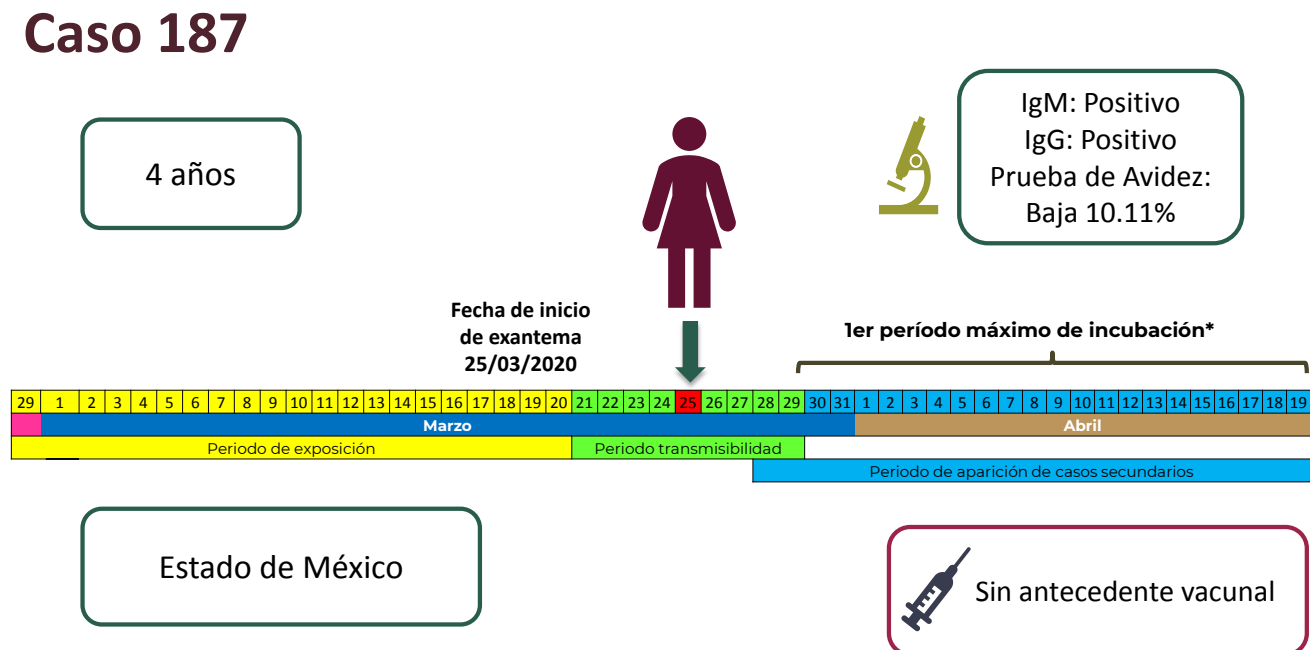 Caso 187
4 años
IgM: Positivo
IgG: Positivo
Prueba de Avidez:
Baja 10.11%
Fecha de inicio
de exantema
25/03/2020
1er período máximo de incubación*
29 1 2 3 4 5 6 7 8 9 10 11 12 13 14 15 16 17 18 19 20 21 22 23 24 25 26 27 28 29 30 31 1 2 3 4 5 6 7 8 9 10 11 12 13 14 15 16 17 18 19
Marzo Abril
Periodo de exposición Periodo transmisibilidad
Periodo de aparición de casos secundarios
Estado de México
Sin antecedente vacunal